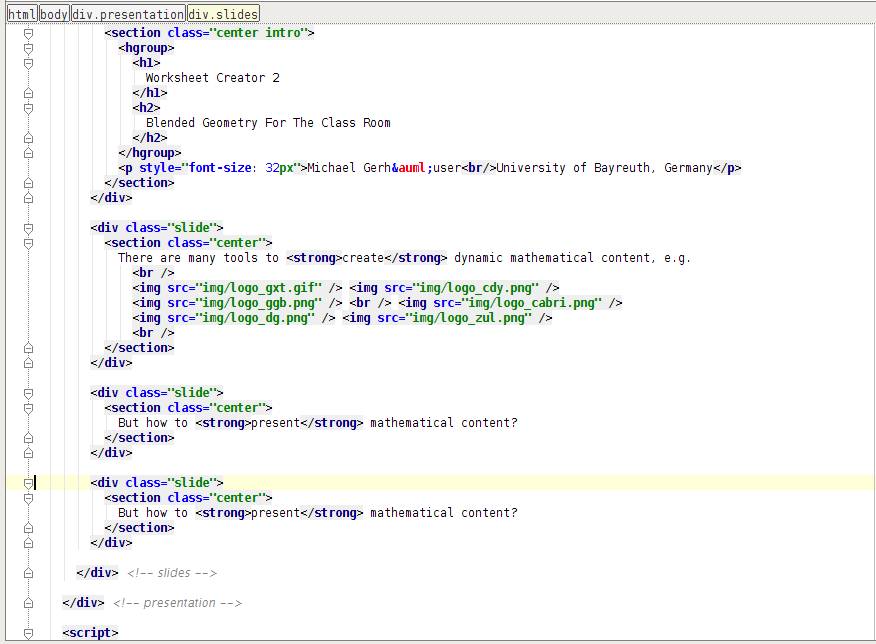 html body div.presentation div.slides
<section class="center intro">
<hgroup>
<h1>
Worksheet Creator 2
</h1>
<h2>
Blended Geometry For The Class Room
</h2>
</hgroup>
<p style="font-size: 32px">Michael Gerh&auml;user<br/>University of Bayreuth, Germany</p>
</section>
</div>
<div class="slide">
<section class="center">
There are many tools to <strong>create</strong> dynamic mathematical content, e.g.
<br />
<img src="img/logo_gxt.gif" /> <img src="img/logo_cdy.png" />
<img src="img/logo_ggb.png" /> <br /> <img src="img/logo_cabri.png" />
<img src="img/logo_dg.png" /> <img src="img/logo_zul.png" />
<br />
</section>
</div>
<div class="slide">
<section class="center">
But how to <strong>present</strong> mathematical content?
</section>
</div>
<div class="slide">
<section class="center">
But how to <strong>present</strong> mathematical content?
</section>
</div>
</div> <!-- slides -->
</div> <!-- presentation -->
<script>